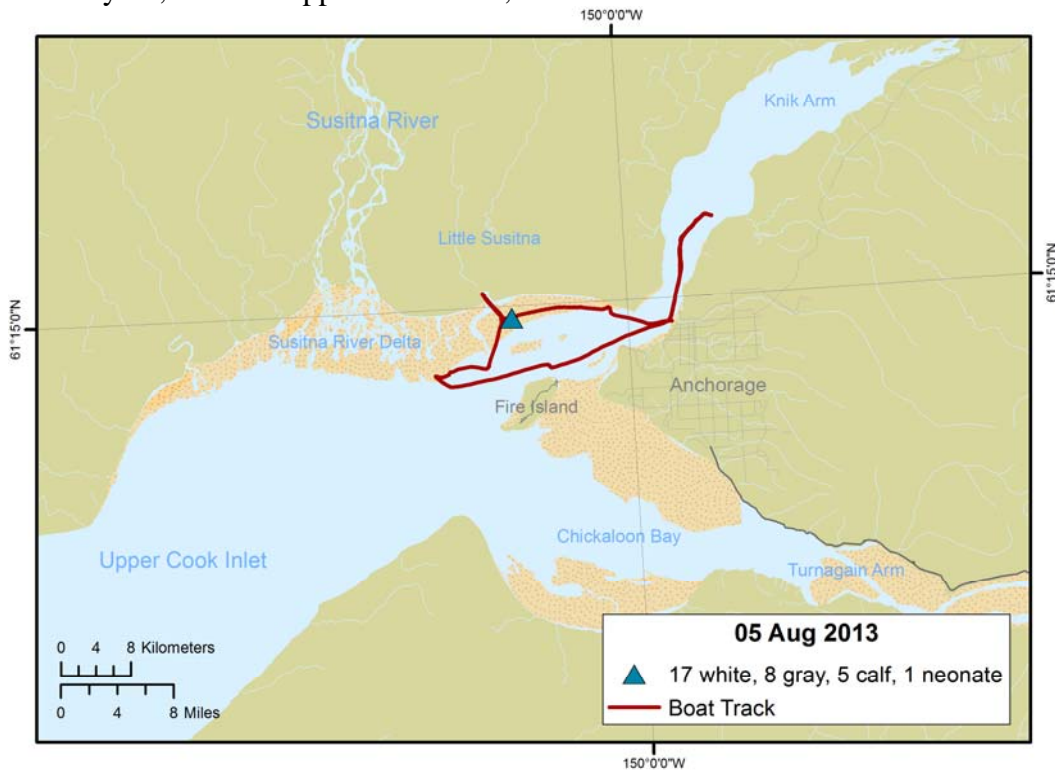 150°0'0"W
Knik Arm
Susitna River
Little Susitna
61°15'0"N
61°15'0"N
Susitna River Delta
Anchorage
Fire Island
Chickaloon Bay
Upper Cook Inlet
Turnagain Arm
05 Aug 2013
17 white, 8 gray, 5 calf, 1 neonate
Boat Track
0 4 8 Kilometers
0 4 8 Miles
150°0'0"W